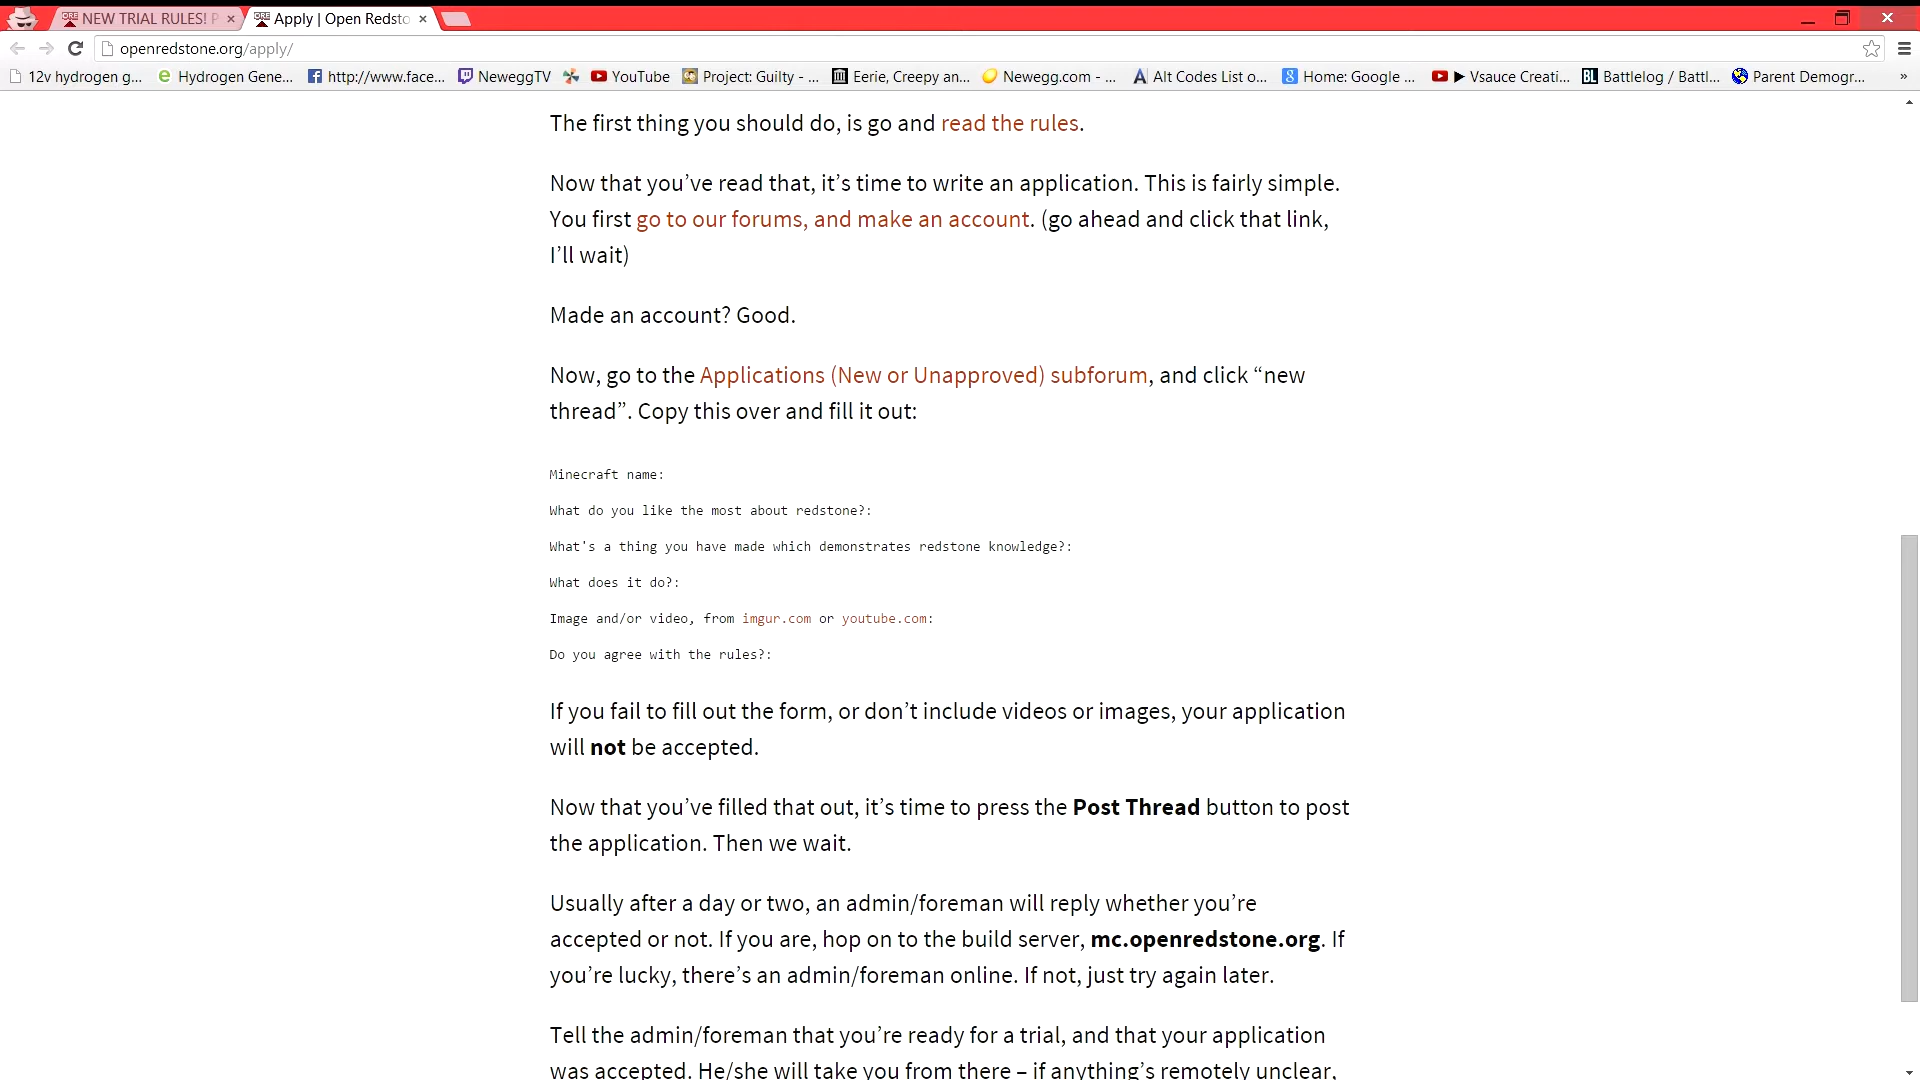 NEW TRIAL RULES! P
Apply | Open Redsto
openredstone.org/apply/
12v hydrogen g...
Hydrogen Gene...
http://www.face...
NeweggTV
YouTube
Project: Guilty - ...
Eerie, Creepy an...
Newegg.com - ...
Alt Codes List o...
Home: Google ...
► Vsauce Creati...
Battlelog / Battl...
Parent Demogr...
»
The first thing you should do, is go and read the rules.
Now that you’ve read that, it’s time to write an application. This is fairly simple.
You first go to our forums, and make an account. (go ahead and click that link,
I’ll wait)
Made an account? Good.
Now, go to the Applications (New or Unapproved) subforum, and click “new
thread”. Copy this over and fill it out:
Minecraft name:
What do you like the most about redstone?:
What's a thing you have made which demonstrates redstone knowledge?:
What does it do?:
Image and/or video, from imgur.com or youtube.com:
Do you agree with the rules?:
If you fail to fill out the form, or don’t include videos or images, your application
will not be accepted.
Now that you’ve filled that out, it’s time to press the Post Thread button to post
the application. Then we wait.
Usually after a day or two, an admin/foreman will reply whether you’re
accepted or not. If you are, hop on to the build server, mc.openredstone.org. If
you’re lucky, there’s an admin/foreman online. If not, just try again later.
Tell the admin/foreman that you’re ready for a trial, and that your application
was accepted. He/she will take you from there – if anything’s remotely unclear,